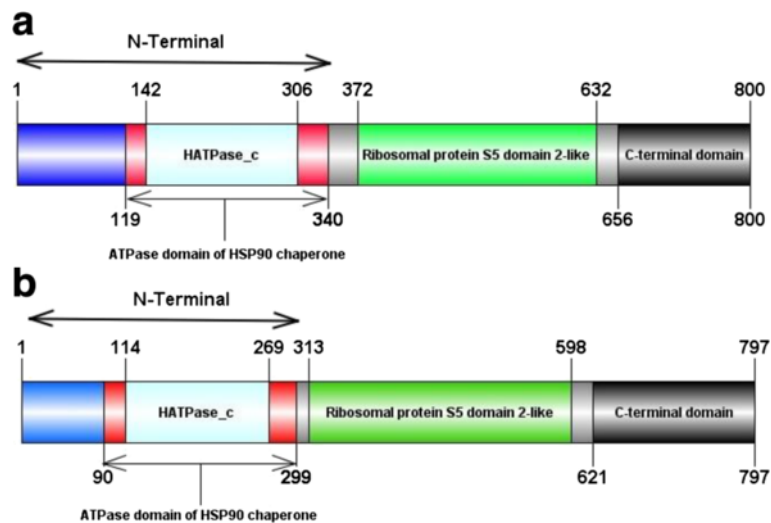 a
N-Terminal
1 142 306 372 632 800
HATPase_c Ribosomal protein S5 domain 2-like C-terminal domain
119 340 656 800
ATPase domain of HSP90 chaperone
b
N-Terminal
1 114 269 313 598 797
HATPase_c Ribosomal protein S5 domain 2-like C-terminal domain
90 299 621 797
ATPase domain of HSP90 chaperone